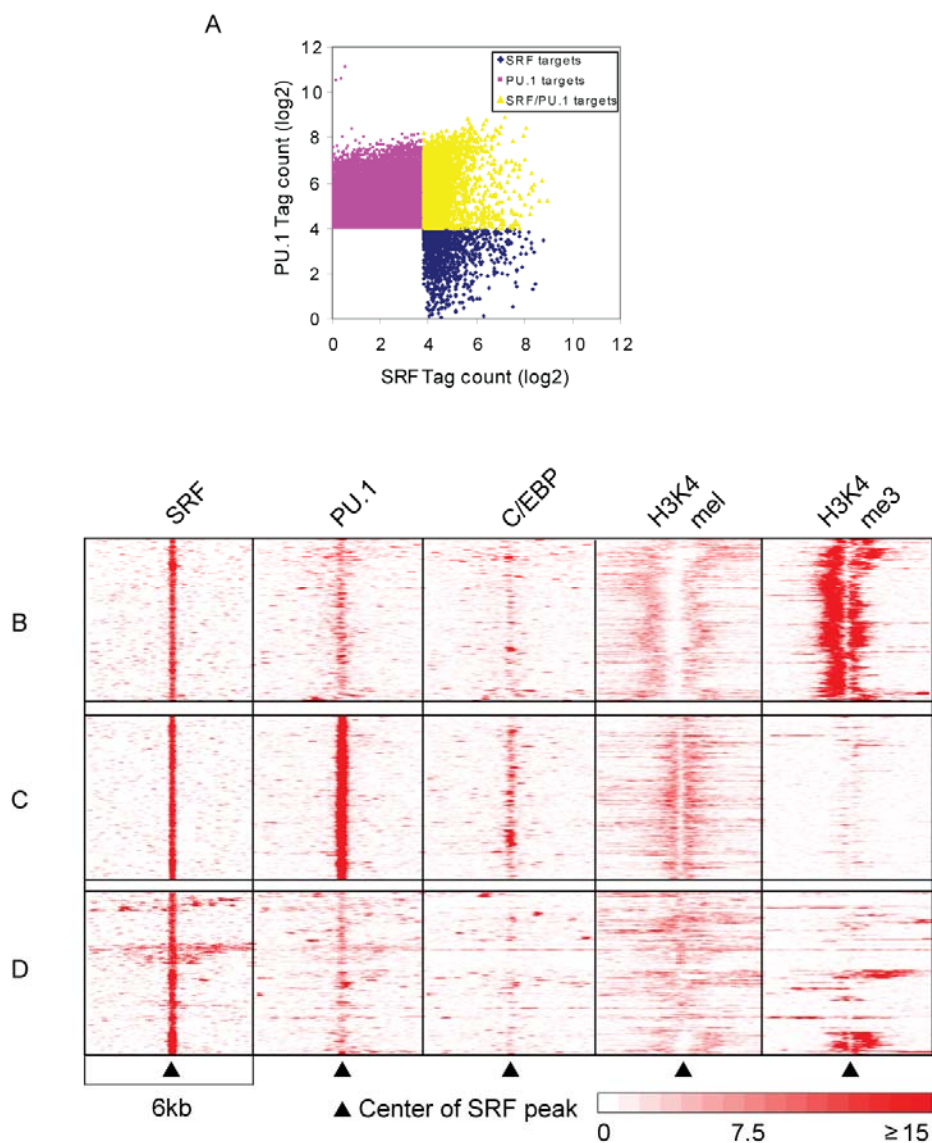 A
12
10
8
6
4
2
0
PU.1 Tag count (log2)
SRF targets
PU.1 targets
SRF/PU.1 targets
0 2 4 6 8 10 12
SRF Tag count (log2)
SRF
PU.1
C/EBP
H3K4
mel
H3K4
me3
B
C
D
6kb
Center of SRF peak
0 7.5 ≥15